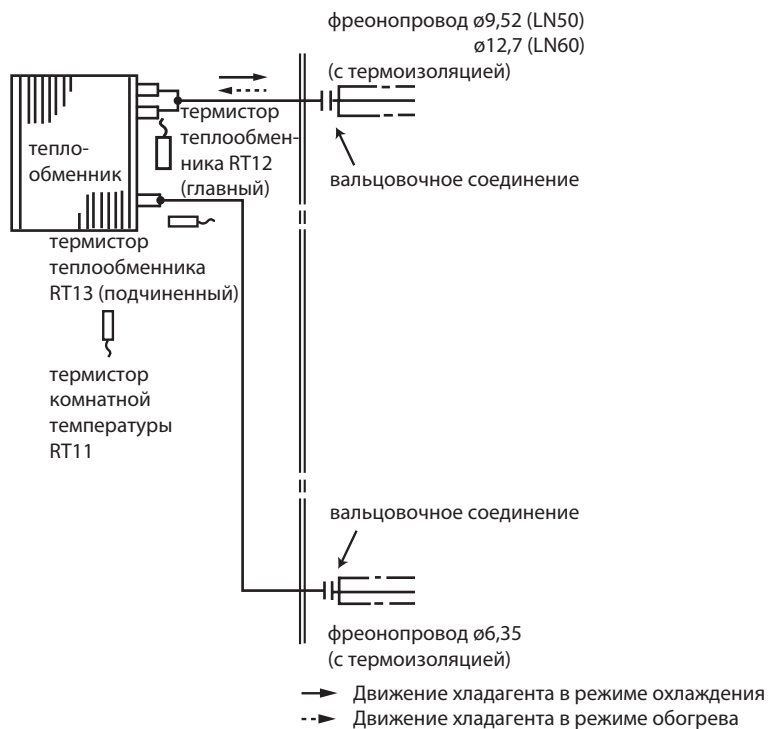 фреонопровод ø9,52 (LN50)
ø12,7 (LN60)
(с термоизоляцией)
термистор
теплообмен-
ника RT12
(главный)
тепло-
обменник
вальцовочное соединение
термистор
теплообменника
RT13 (подчиненный)
термистор
комнатной
температуры
RT11
вальцовочное соединение
фреонопровод ø6,35
(с термоизоляцией)
Движение хладагента в режиме охлаждения
Движение хладагента в режиме обогрева